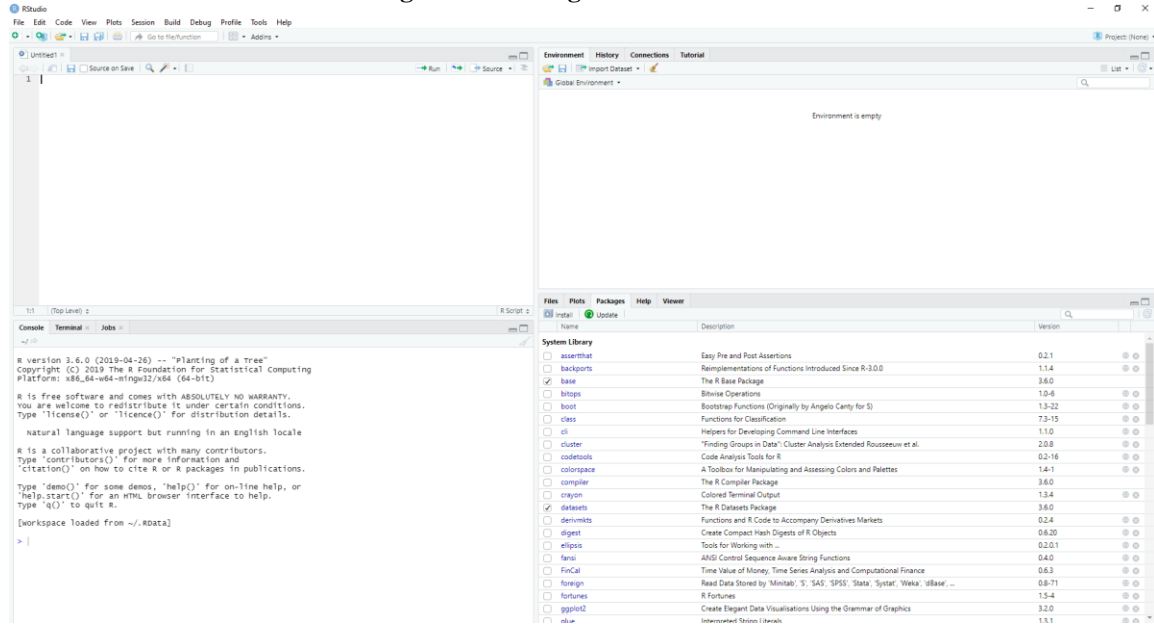 RStudio
File Edit Code View Plots Session Build Debug Profile Tools Help
Go to file/function Addins
Project: (None)
Untitled1
Source on Save Run Source
1
1:1 (Top Level) R Script
Console Terminal Jobs
~/
R version 3.6.0 (2019-04-26) -- "Planting of a Tree"
Copyright (C) 2019 The R Foundation for Statistical Computing
Platform: x86_64-w64-mingw32/x64 (64-bit)
R is free software and comes with ABSOLUTELY NO WARRANTY.
You are welcome to redistribute it under certain conditions.
Type 'license()' or 'licence()' for distribution details.
Natural language support but running in an English locale
R is a collaborative project with many contributors.
Type 'contributors()' for more information and
'citation()' on how to cite R or R packages in publications.
Type 'demo()' for some demos, 'help()' for on-line help, or
'help.start()' for an HTML browser interface to help.
Type 'q()' to quit R.
[Workspace loaded from ~/.RData]
>
Environment History Connections Tutorial
Import Dataset List
Global Environment
Environment is empty
Files Plots Packages Help Viewer
Install Update
Name Description Version
System Library
assertthat Easy Pre and Post Assertions 0.2.1
backports Reimplementations of Functions Introduced Since R-3.0.0 1.1.4
base The R Base Package 3.6.0
bitops Bitwise Operations 1.0-6
boot Bootstrap Functions (Originally by Angelo Canty for S) 1.3-22
class Functions for Classification 7.3-15
cli Helpers for Developing Command Line Interfaces 1.1.0
cluster "Finding Groups in Data": Cluster Analysis Extended Rousseeuw et al. 2.0.8
codetools Code Analysis Tools for R 0.2-16
colorspace A Toolbox for Manipulating and Assessing Colors and Palettes 1.4-1
compiler The R Compiler Package 3.6.0
crayon Colored Terminal Output 1.3.4
datasets The R Datasets Package 3.6.0
derivmkts Functions and R Code to Accompany Derivatives Markets 0.2.4
digest Create Compact Hash Digests of R Objects 0.6.20
ellipsis Tools for Working with ... 0.2.0.1
fansi ANSI Control Sequence Aware String Functions 0.4.0
FinCal Time Value of Money, Time Series Analysis and Computational Finance 0.6.3
foreign Read Data Stored by 'Minitab', 'S', 'SAS', 'SPSS', 'Stata', 'Systat', 'Weka', 'dBase', ... 0.8-71
fortunes R Fortunes 1.5-4
ggplot2 Create Elegant Data Visualisations Using the Grammar of Graphics 3.2.0
glue Interpreted String Literals 1.3.1